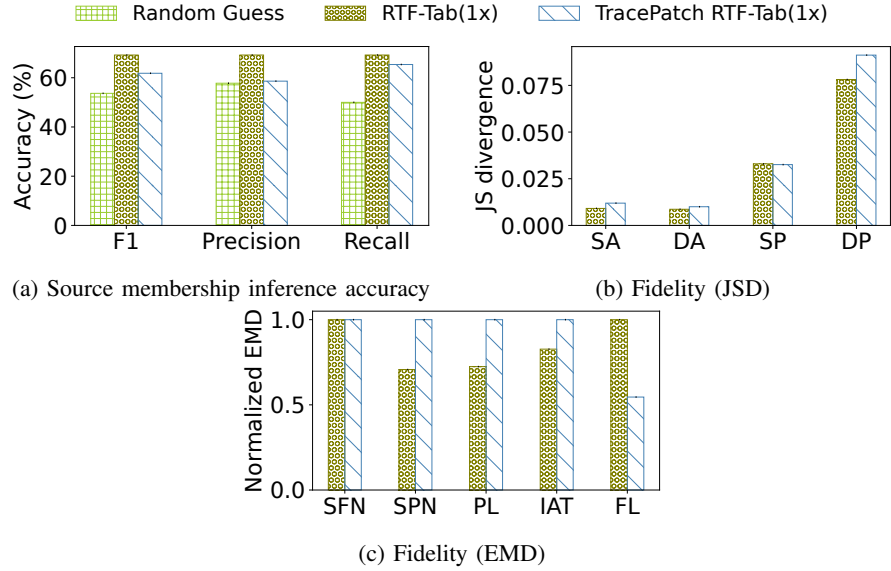 Random Guess RTF-Tab(1x) TracePatch RTF-Tab(1x)
Accuracy (%)
60
40
20
0
F1 Precision Recall
(a) Source membership inference accuracy
JS divergence
0.075
0.050
0.025
0.000
SA DA SP DP
(b) Fidelity (JSD)
Normalized EMD
1.0
0.5
0.0
SFN SPN PL IAT FL
(c) Fidelity (EMD)